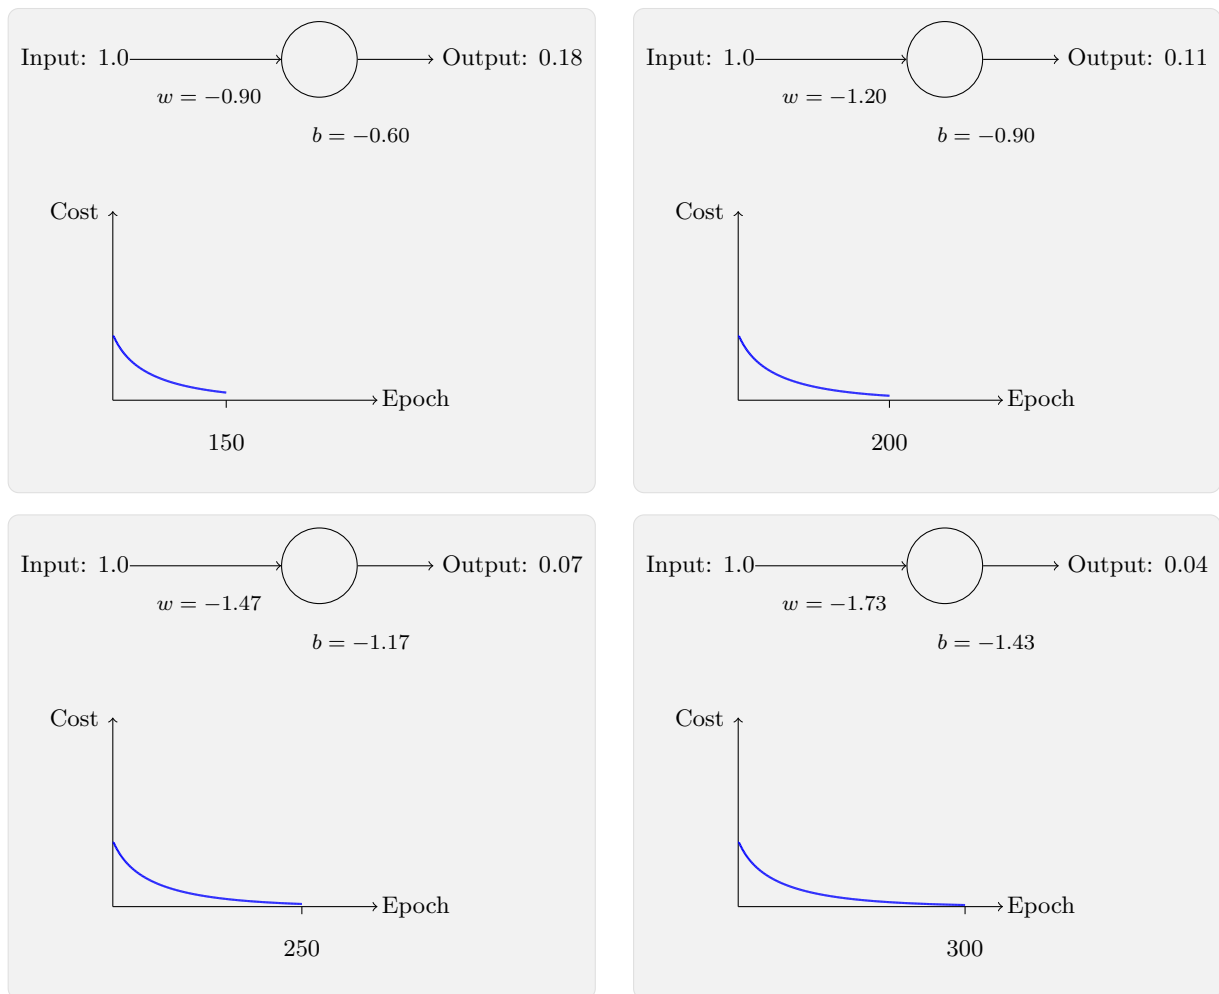 Input: 1.0
Output: 0.18
w = −0.90
b = −0.60
Cost
Epoch
150
Input: 1.0
Output: 0.11
w = −1.20
b = −0.90
Cost
Epoch
200
Input: 1.0
Output: 0.07
w = −1.47
b = −1.17
Cost
Epoch
250
Input: 1.0
Output: 0.04
w = −1.73
b = −1.43
Cost
Epoch
300